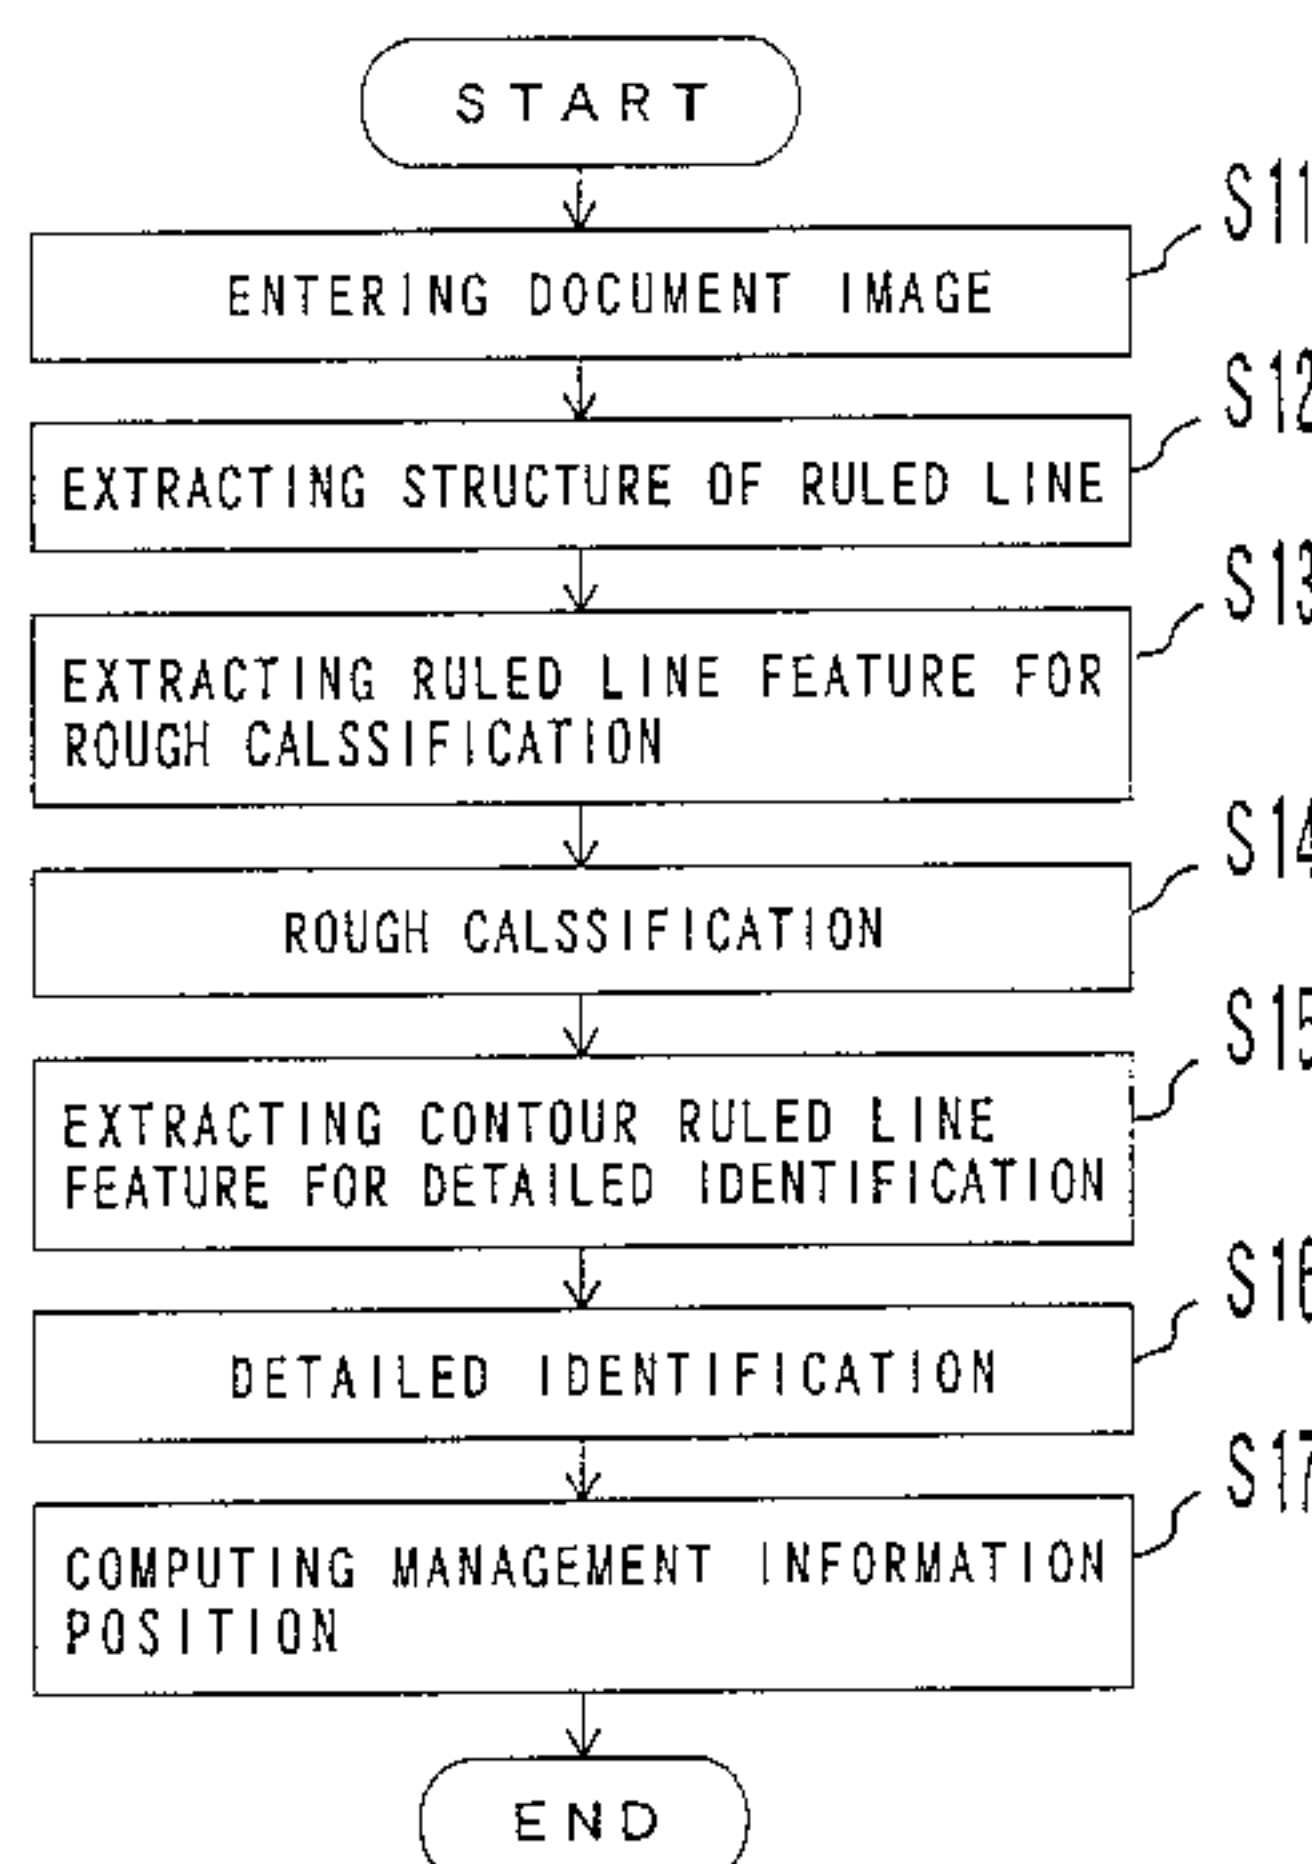 START
S11
ENTERING DOCUMENT IMAGE
S12
EXTRACTING STRUCTURE OF RULED LINE
S13
EXTRACTING RULED LINE FEATURE FOR
ROUGH CALSSIFICATION
S14
ROUGH CALSSIFICATION
S15
EXTRACTING CONTOUR RULED LINE
FEATURE FOR DETAILED IDENTIFICATION
S16
DETAILED IDENTIFICATION
S17
COMPUTING MANAGEMENT INFORMATION
POSITION
END